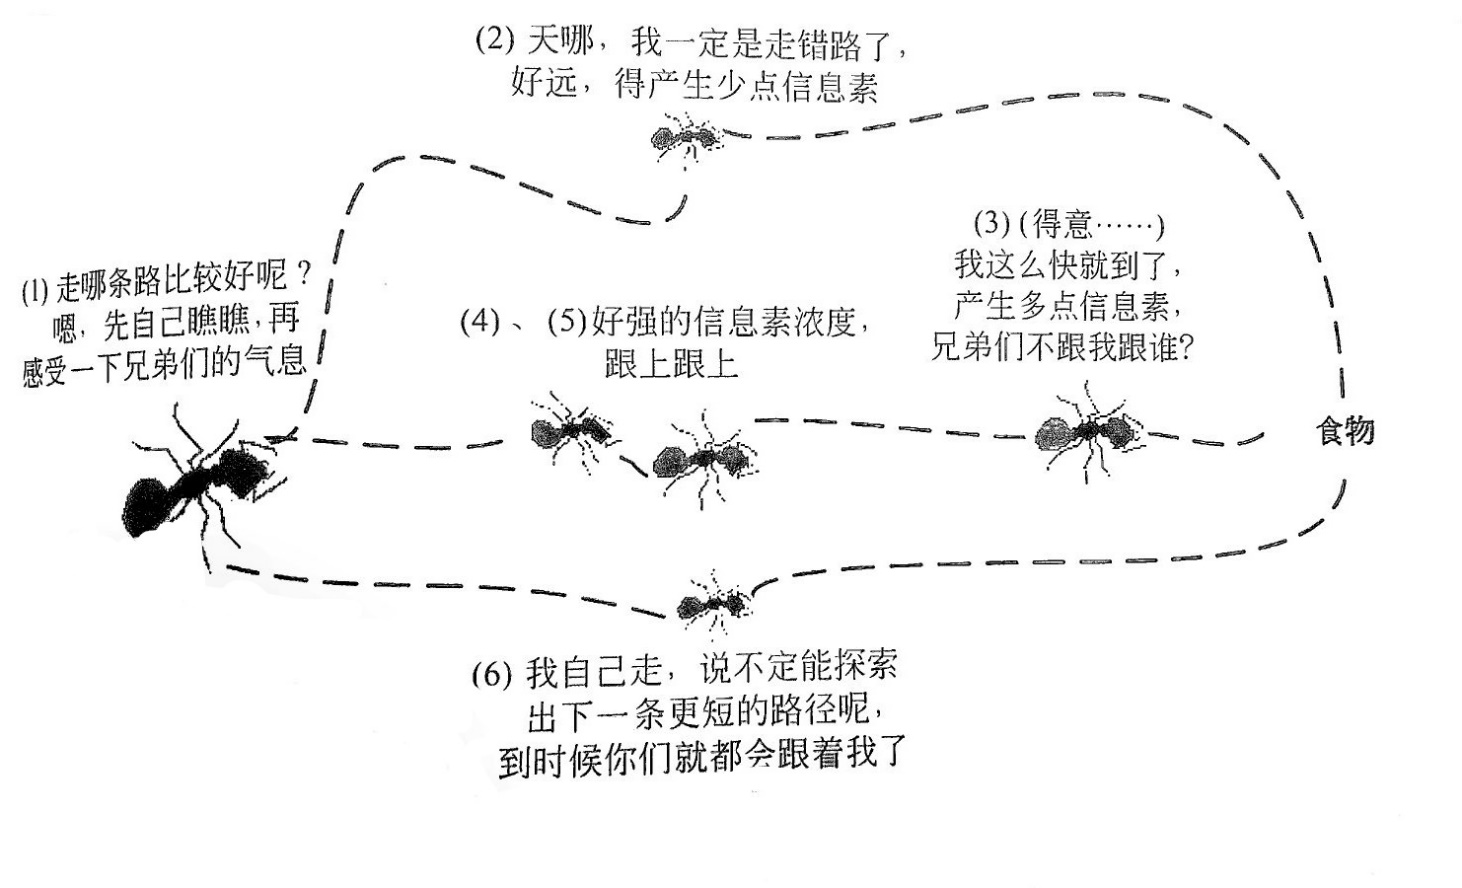 (2) 天哪，我一定是走错路了，
好远，得产生少点信息素
(1) 走哪条路比较好呢？
嗯，先自己瞧瞧，再
感受一下兄弟们的气息
(4)、(5)好强的信息素浓度，
跟上跟上
(3) (得意……)
我这么快就到了，
产生多点信息素，
兄弟们不跟我跟谁?
食物
(6) 我自己走，说不定能探索
出下一条更短的路径呢，
到时候你们就都会跟着我了